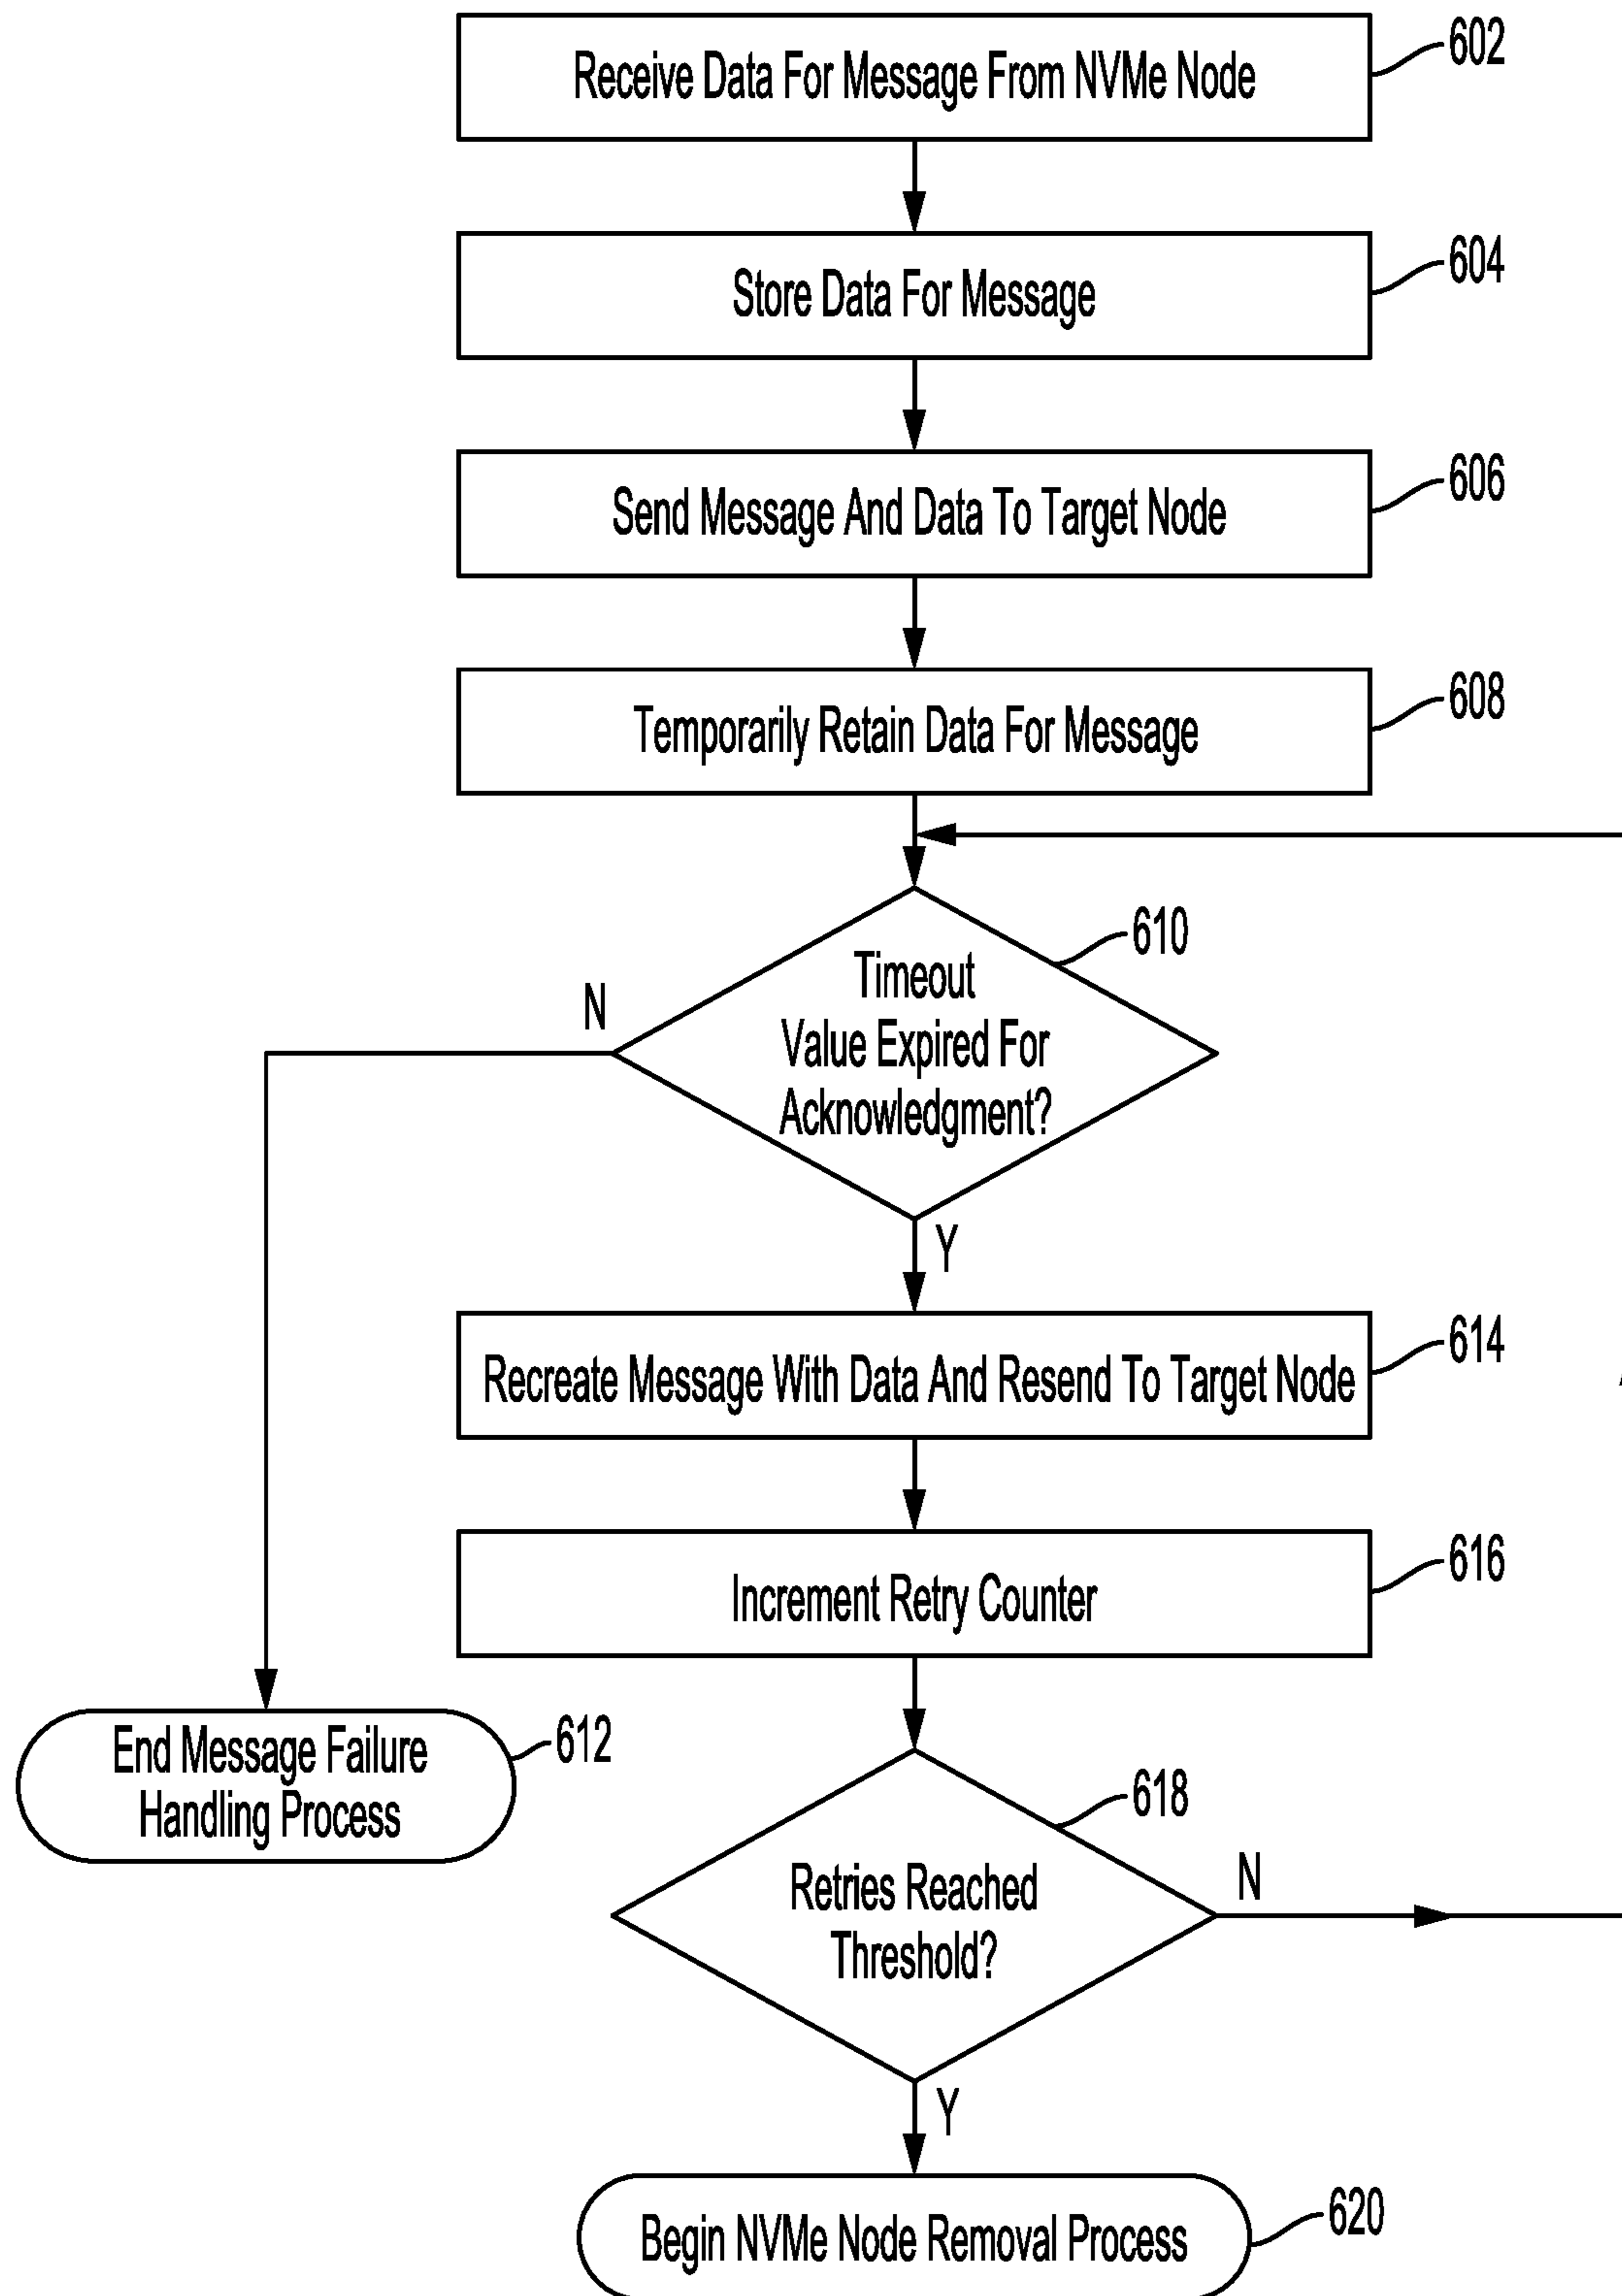 Receive Data For Message From NVMe Node
602
Store Data For Message
604
Send Message And Data To Target Node
606
Temporarily Retain Data For Message
608
610
Timeout
Value Expired For
Acknowledgment?
N
Y
Recreate Message With Data And Resend To Target Node
614
Increment Retry Counter
616
End Message Failure
Handling Process
612
618
Retries Reached
Threshold?
N
Y
Begin NVMe Node Removal Process
620